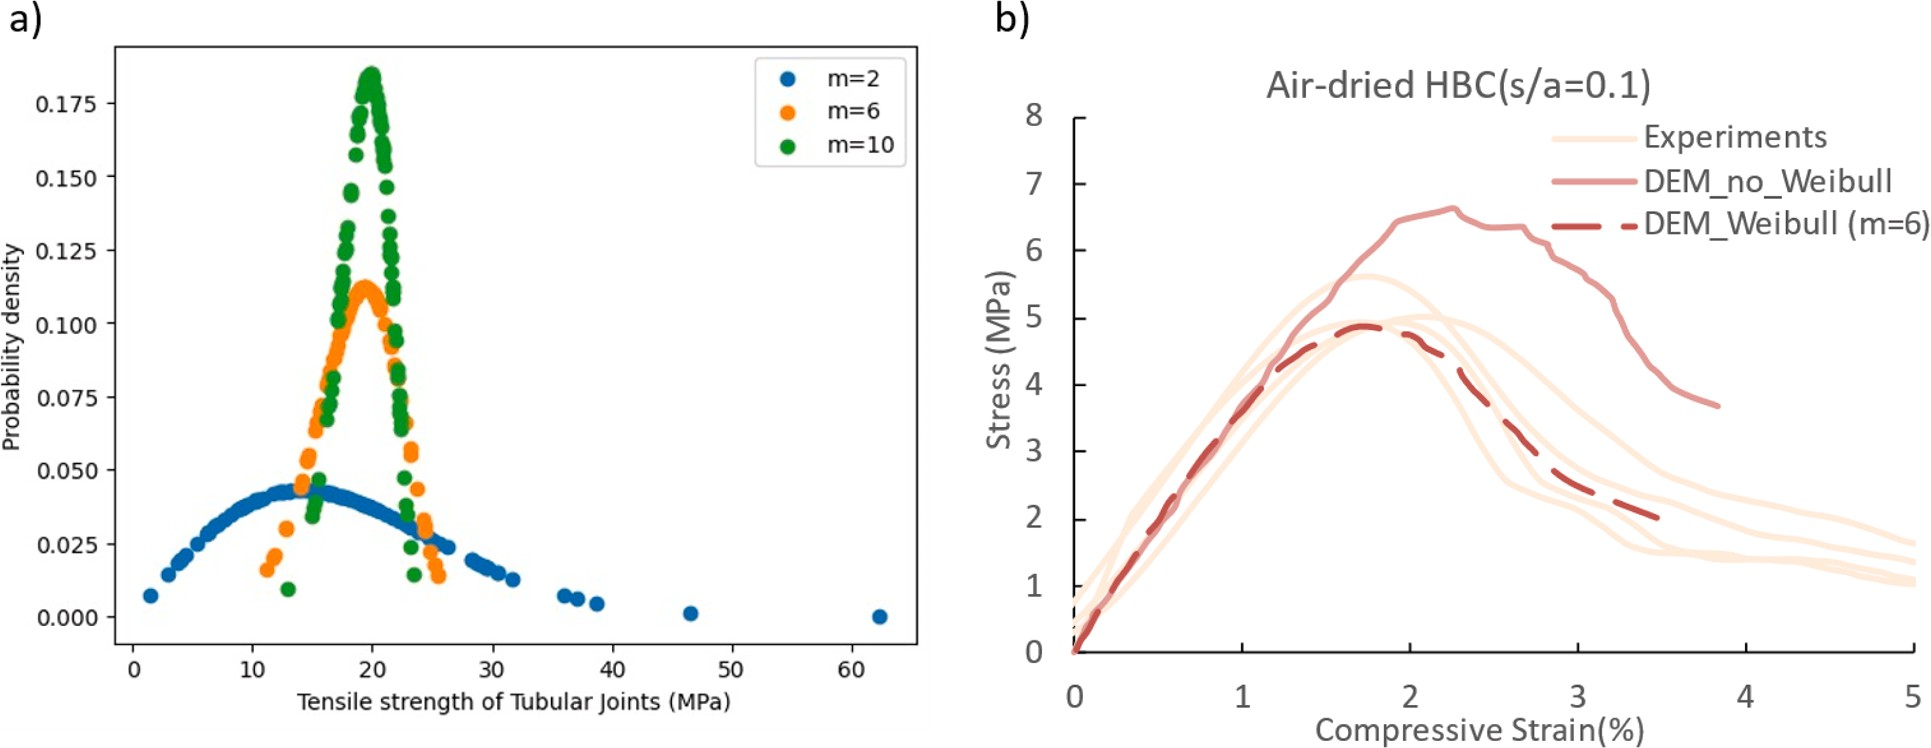 a)
m=2
m=6
m=10
0.175
0.150
0.125
0.100
0.075
0.050
0.025
0.000
Probability density
0 10 20 30 40 50 60
Tensile strength of Tubular Joints (MPa)
b)
Air-dried HBC(s/a=0.1)
Experiments
DEM_no_Weibull
DEM_Weibull (m=6)
8
7
6
5
4
3
2
1
0
Stress (MPa)
0 1 2 3 4 5
Compressive Strain(%)